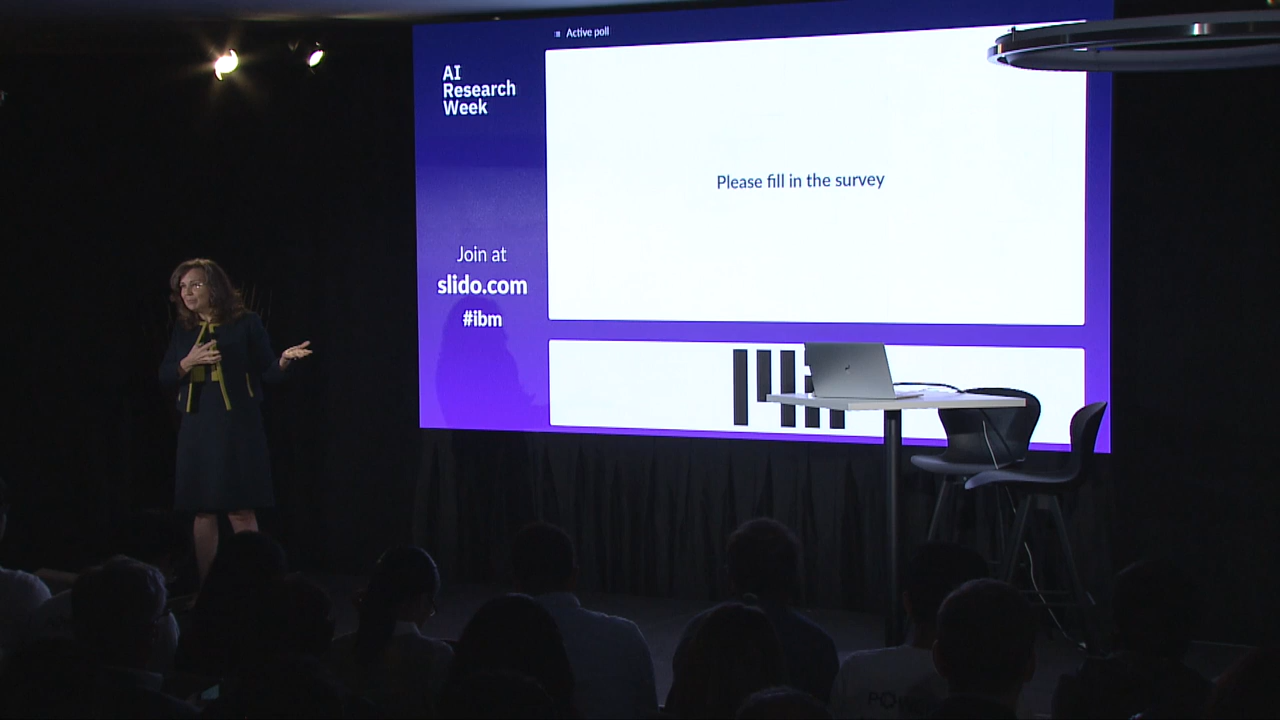 Active poll
AI
Research
Week
Please fill in the survey
Join at
slido.com
#ibm